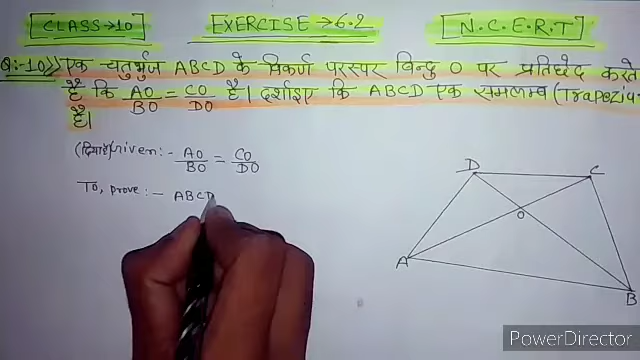 CLASS→10 EXERCISE→6.2 N.C.E.R.T
Q:-10⟫ एक चतुर्भुज ABCD के विकर्ण परस्पर बिन्दु O पर प्रतिच्छेद करते
है कि AO/BO = CO/DO है। दर्शाइए कि ABCD एक समलम्ब (Trapeziu
है।
(दिया है) Given:- AO/BO = CO/DO
To, prove:- ABCD
D C
O
A
B
PowerDirector